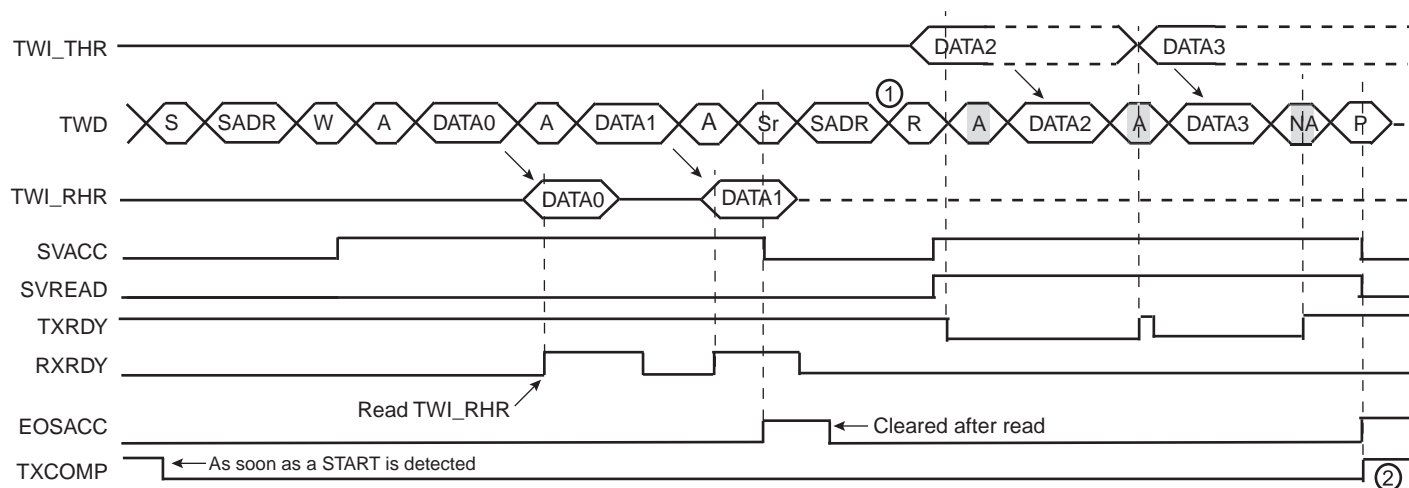 TWI_THR DATA2 DATA3
①
TWD S SADR W A DATA0 A DATA1 A Sr SADR R A DATA2 A DATA3 NA P
TWI_RHR DATA0 DATA1
SVACC
SVREAD
TXRDY
RXRDY
Read TWI_RHR
EOSACC Cleared after read
TXCOMP As soon as a START is detected ②